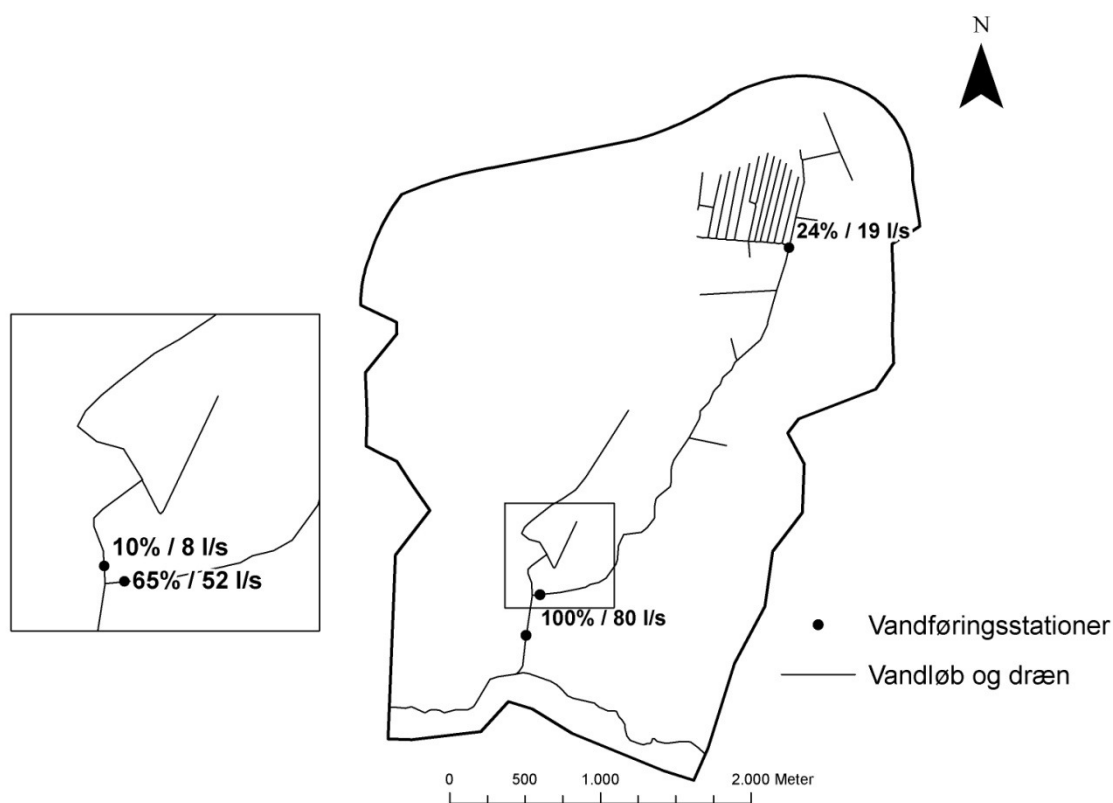 N
24% / 19 l/s
10% / 8 l/s
65% / 52 l/s
100% / 80 l/s
Vandføringsstationer
Vandløb og dræn
0 500 1.000 2.000 Meter